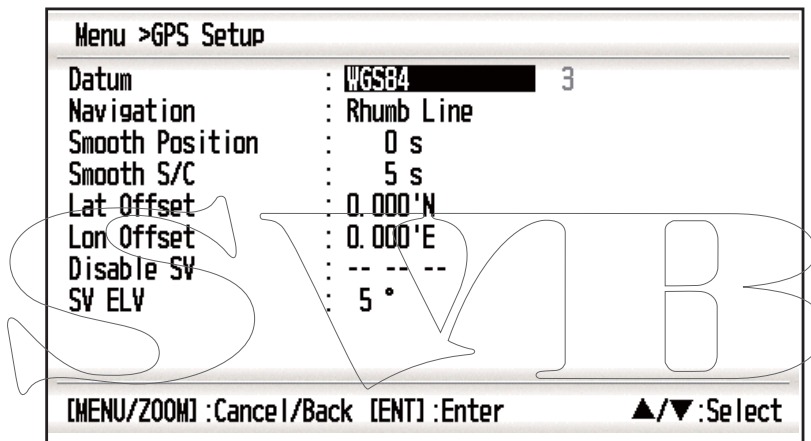 Menu >GPS Setup
Datum : WGS84 3
Navigation : Rhumb Line
Smooth Position : 0 s
Smooth S/C : 5 s
Lat Offset : 0.000'N
Lon Offset : 0.000'E
Disable SV : -- -- --
SV ELV : 5 °
[MENU/ZOOM]:Cancel/Back [ENT]:Enter ▲/▼:Select
SVB